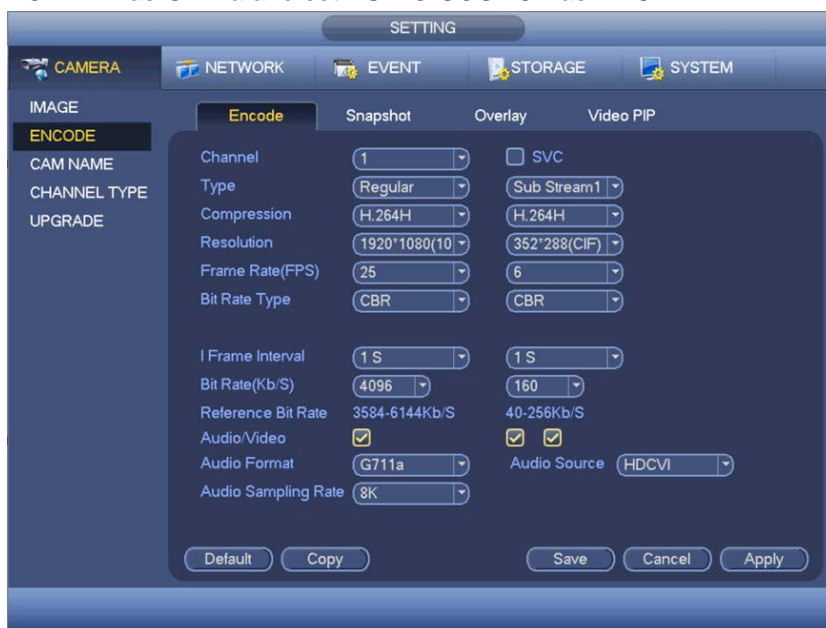 SETTING
CAMERA NETWORK EVENT STORAGE SYSTEM
IMAGE
ENCODE
CAM NAME
CHANNEL TYPE
UPGRADE
Encode Snapshot Overlay Video PIP
Channel 1 SVC
Type Regular Sub Stream1
Compression H.264H H.264H
Resolution 1920*1080(10 352*288(CIF)
Frame Rate(FPS) 25 6
Bit Rate Type CBR CBR
I Frame Interval 1 S 1 S
Bit Rate(Kb/S) 4096 160
Reference Bit Rate 3584-6144Kb/S 40-256Kb/S
Audio/Video
Audio Format G711a Audio Source HDCVI
Audio Sampling Rate 8K
Default Copy Save Cancel Apply